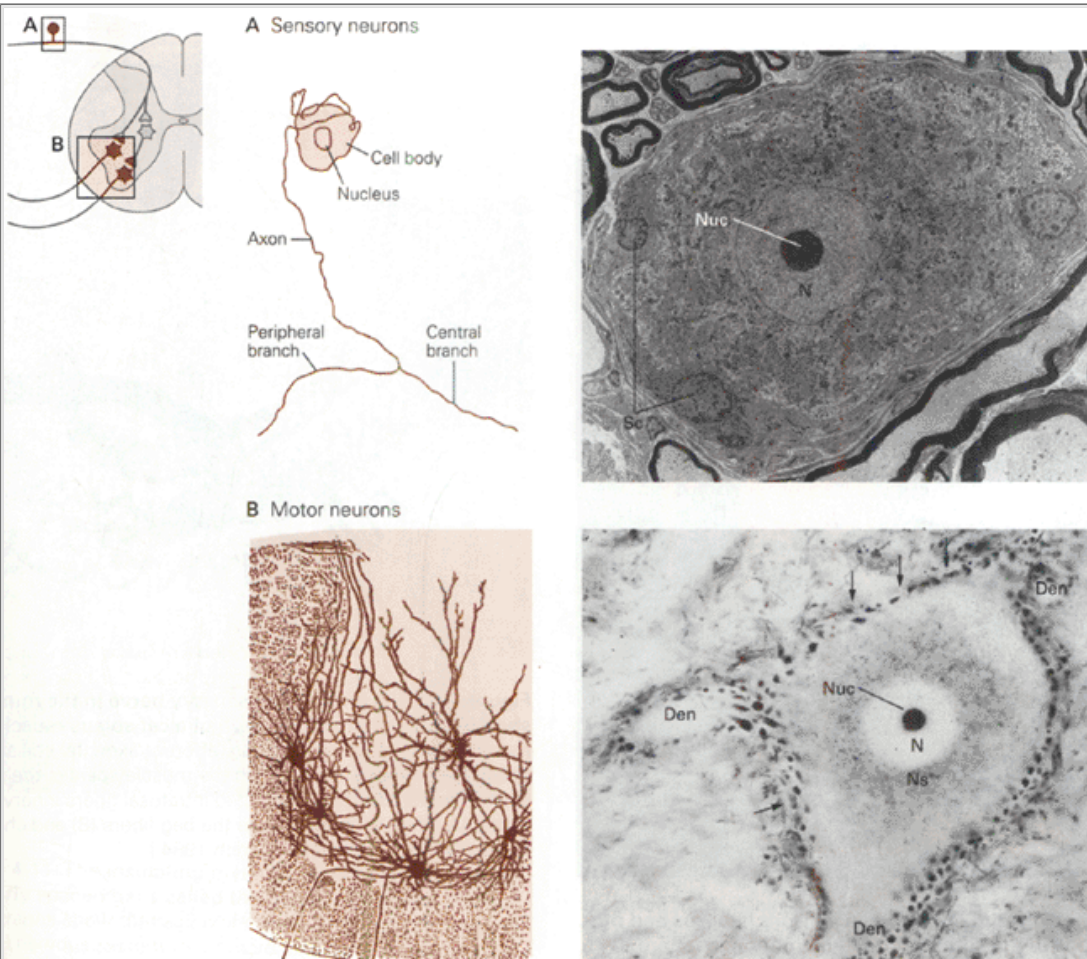 A
B
A Sensory neurons
Cell body
Nucleus
Axon
Peripheral
branch
Central
branch
Nuc
N
Sc
B Motor neurons
Den
Nuc
Den
N
Ns
Den